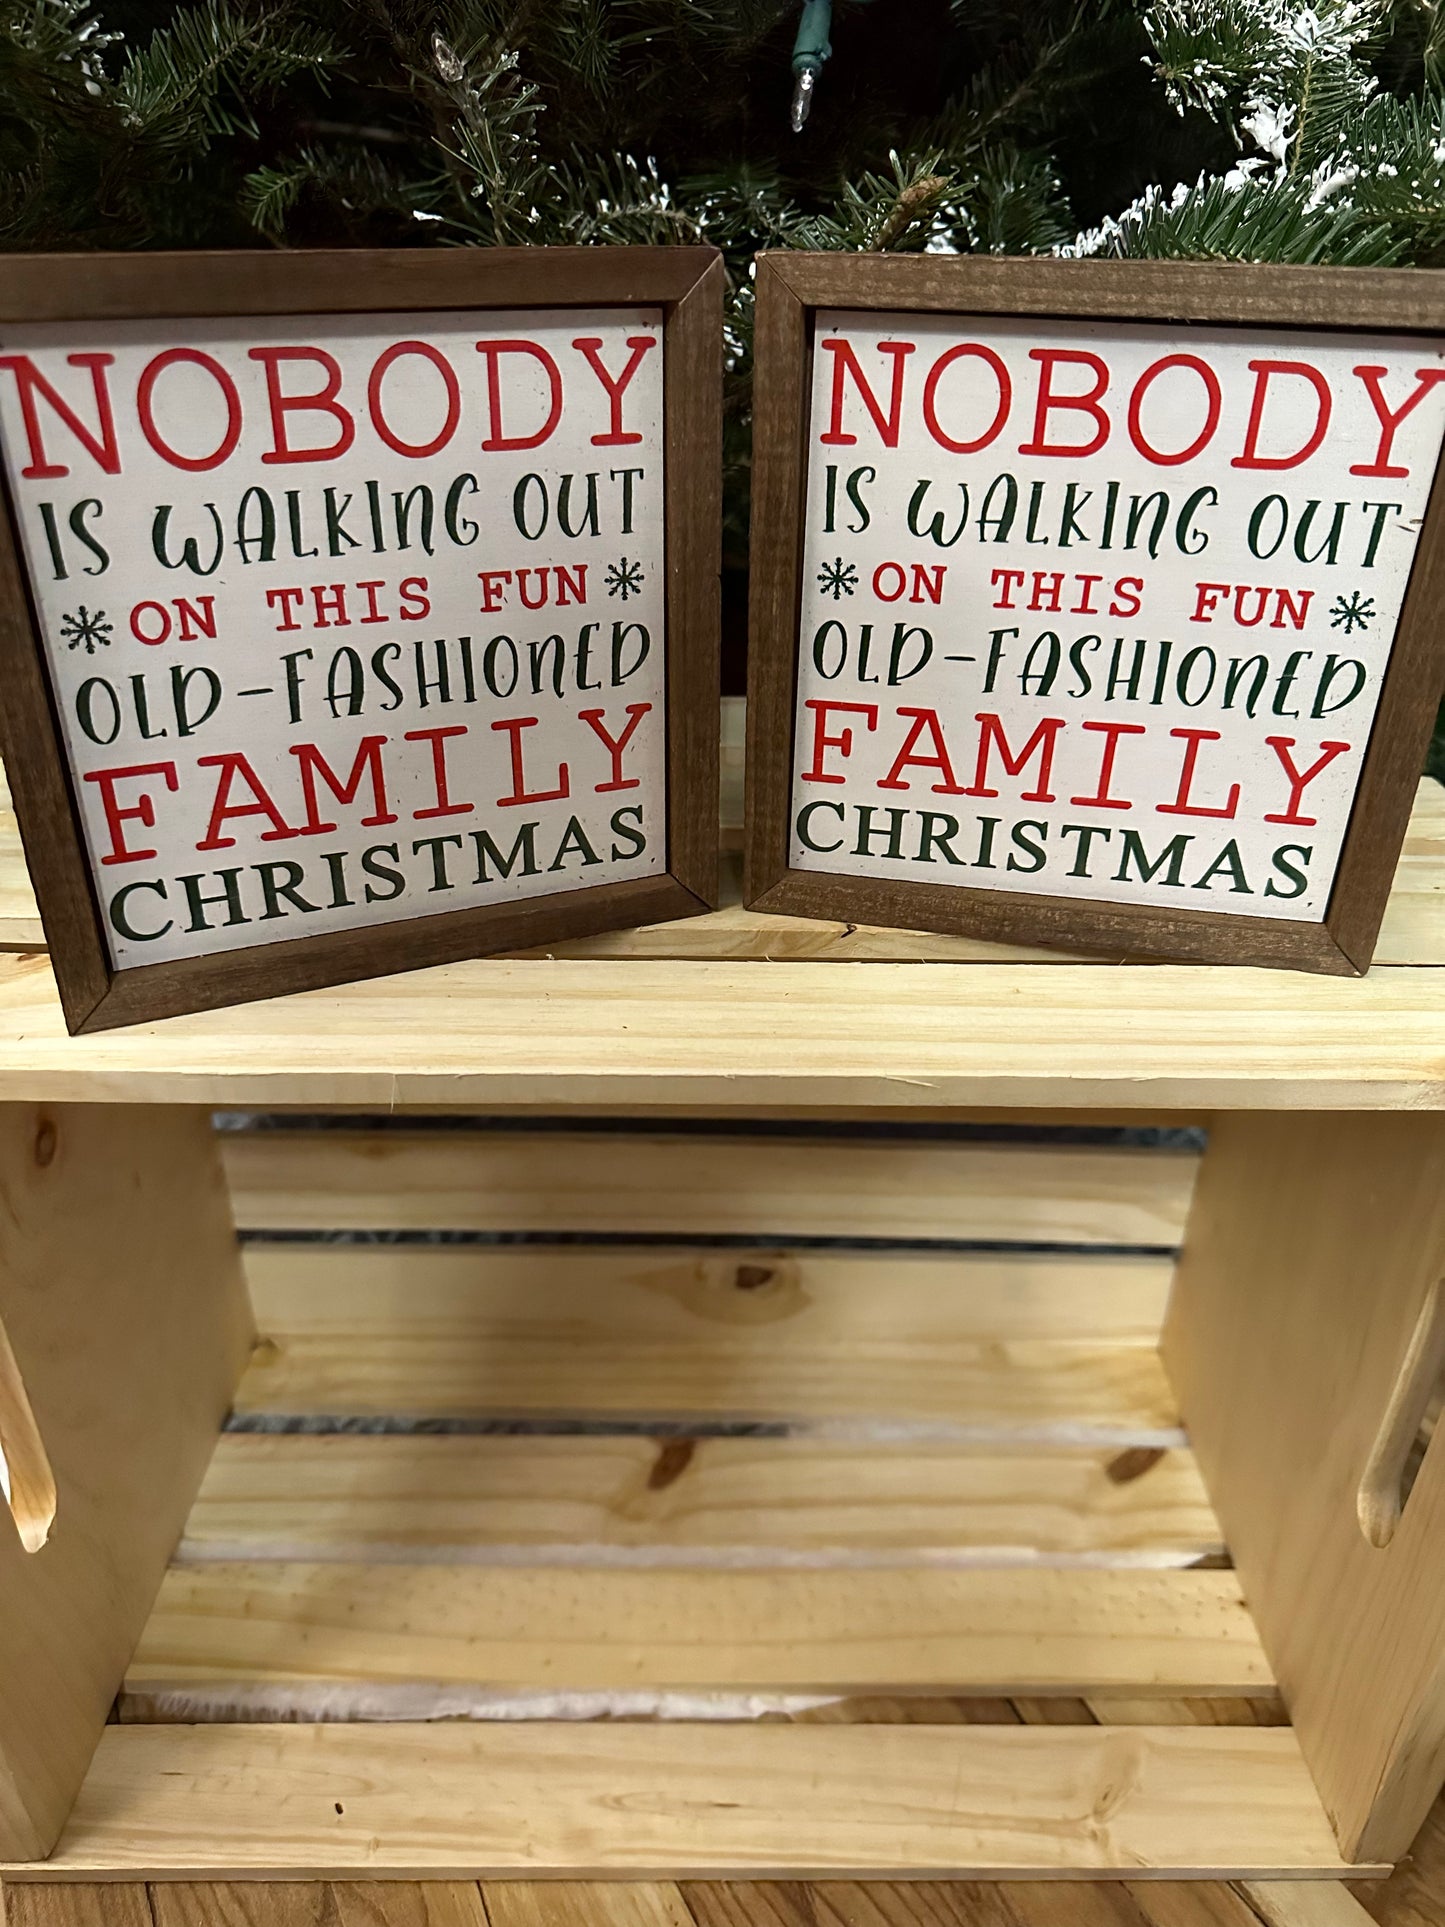 NOBODY
IS WALKING OUT
ON THIS FUN
OLD-FASHIONED
FAMILY
CHRISTMAS
NOBODY
IS WALKING OUT
ON THIS FUN
OLD-FASHIONED
FAMILY
CHRISTMAS